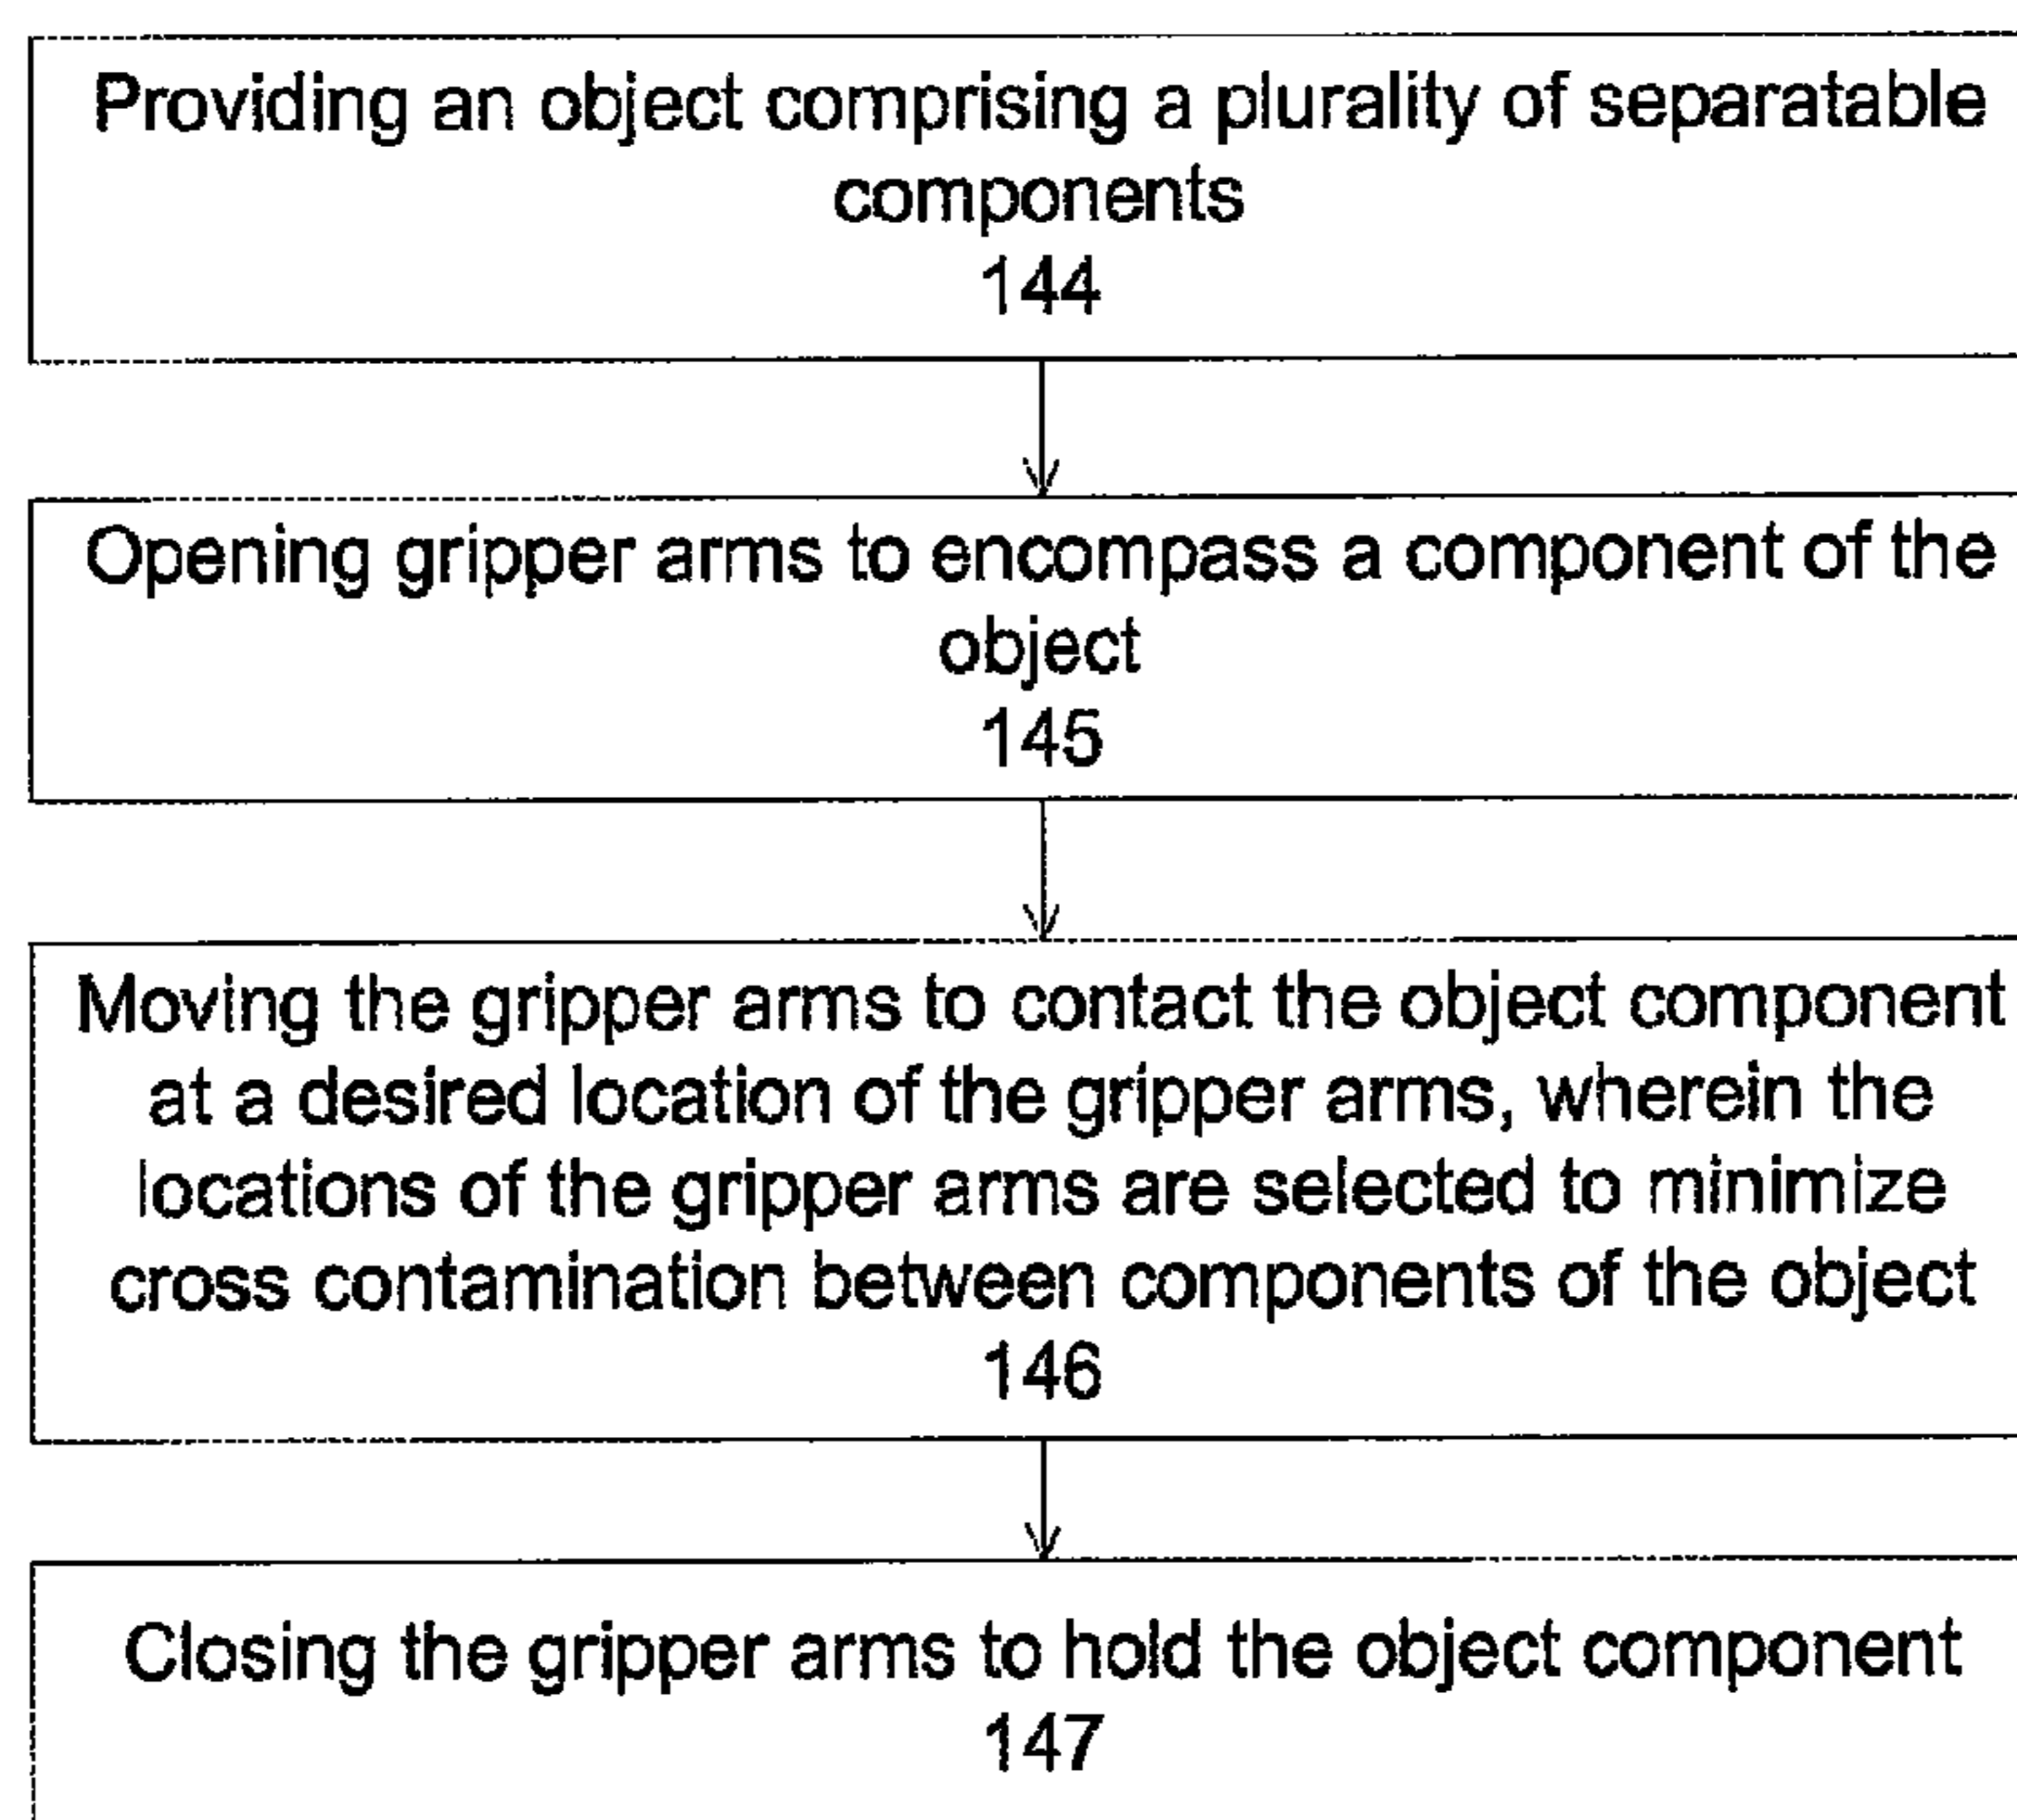 Providing an object comprising a plurality of separatable
components
144
Opening gripper arms to encompass a component of the
object
145
Moving the gripper arms to contact the object component
at a desired location of the gripper arms, wherein the
locations of the gripper arms are selected to minimize
cross contamination between components of the object
146
Closing the gripper arms to hold the object component
147